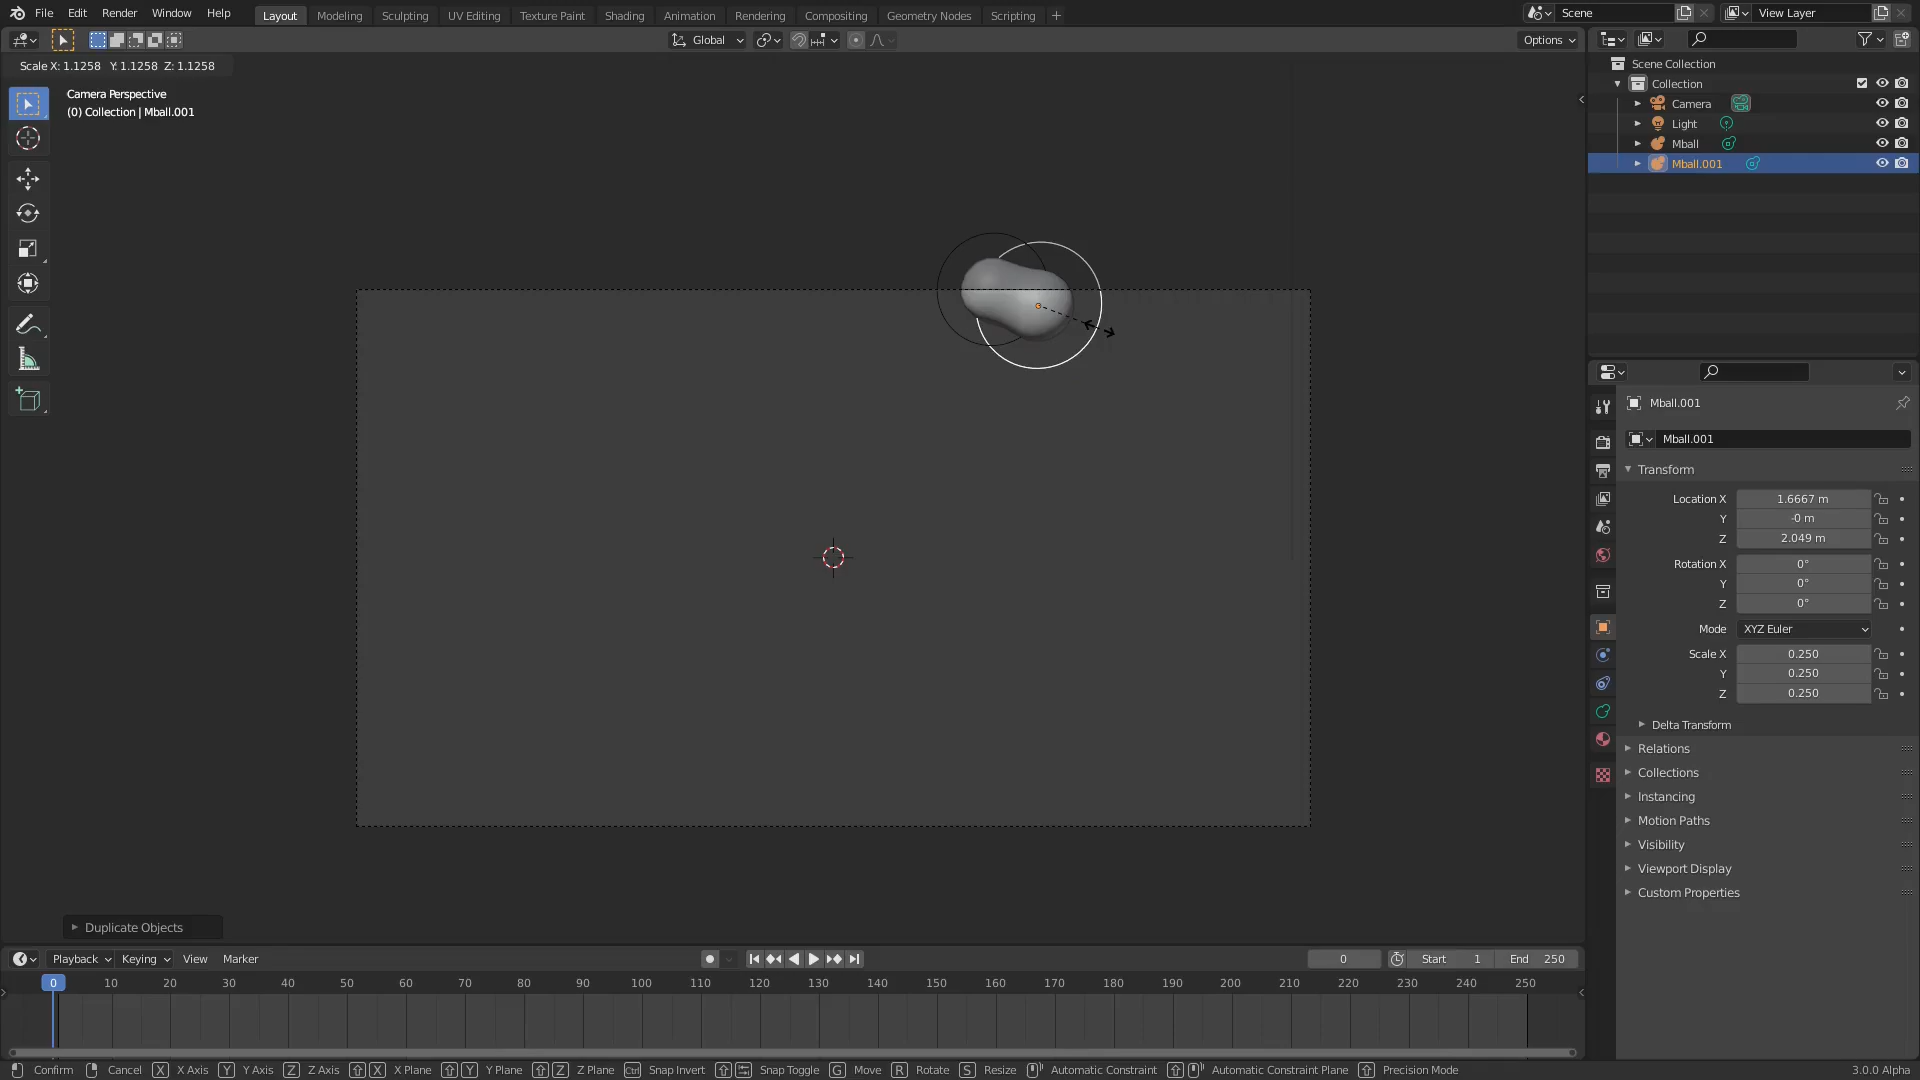 File Edit Render Window Help Layout Modeling Sculpting UV Editing Texture Paint Shading Animation Rendering Compositing Geometry Nodes Scripting + Scene View Layer
Global Options
Scale X: 1.1258 Y: 1.1258 Z: 1.1258
Camera Perspective
(0) Collection | Mball.001
Scene Collection
Collection
Camera
Light
Mball
Mball.001
Mball.001
Mball.001
Transform
Location X 1.6667 m
Y -0 m
Z 2.049 m
Rotation X 0°
Y 0°
Z 0°
Mode XYZ Euler
Scale X 0.250
Y 0.250
Z 0.250
Delta Transform
Relations
Collections
Instancing
Motion Paths
Visibility
Viewport Display
Custom Properties
Duplicate Objects
Playback Keying View Marker 0 Start 1 End 250
0 10 20 30 40 50 60 70 80 90 100 110 120 130 140 150 160 170 180 190 200 210 220 230 240 250
Confirm Cancel X X Axis Y Y Axis Z Z Axis X X Plane Y Y Plane Z Z Plane Ctrl Snap Invert Snap Toggle G Move R Rotate S Resize Automatic Constraint Automatic Constraint Plane Precision Mode 3.0.0 Alpha